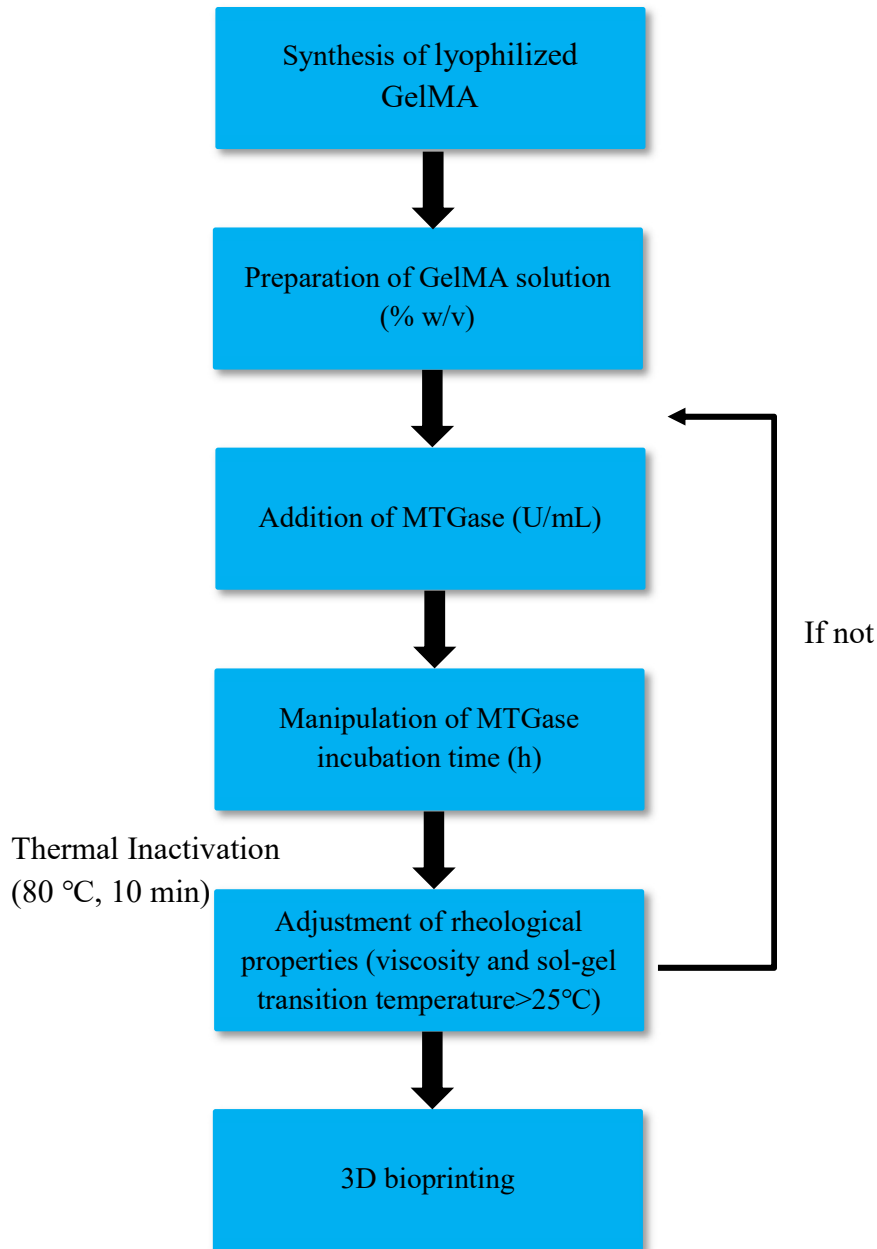 Synthesis of lyophilized
GelMA
Preparation of GelMA solution
(% w/v)
Addition of MTGase (U/mL)
If not
Manipulation of MTGase
incubation time (h)
Thermal Inactivation
(80 °C, 10 min)
Adjustment of rheological
properties (viscosity and sol-gel
transition temperature>25°C)
3D bioprinting